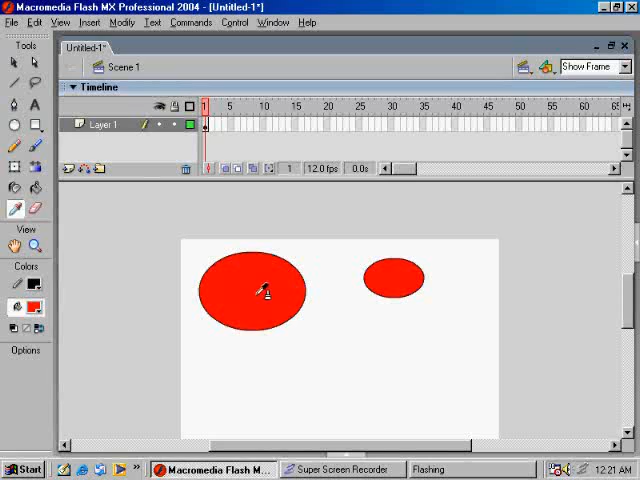 Macromedia Flash MX Professional 2004 - [Untitled-1*]
File Edit View Insert Modify Text Commands Control Window Help
Tools
Untitled-1*
Scene 1
Show Frame
Timeline
1 5 10 15 20 25 30 35 40 45 50 55 60 65
Layer 1
1 12.0 fps 0.0s
View
Colors
Options
Start
Macromedia Flash M...
Super Screen Recorder
Flashing
12:21 AM